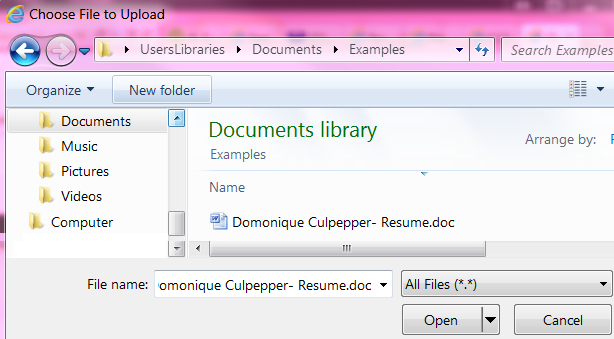 Choose File to Upload
UsersLibraries Documents Examples Search Examples
Organize New folder
Documents
Music
Pictures
Videos
Computer
Documents library
Examples
Arrange by:
Name
Domonique Culpepper- Resume.doc
File name: Domonique Culpepper- Resume.doc All Files (*.*)
Open Cancel